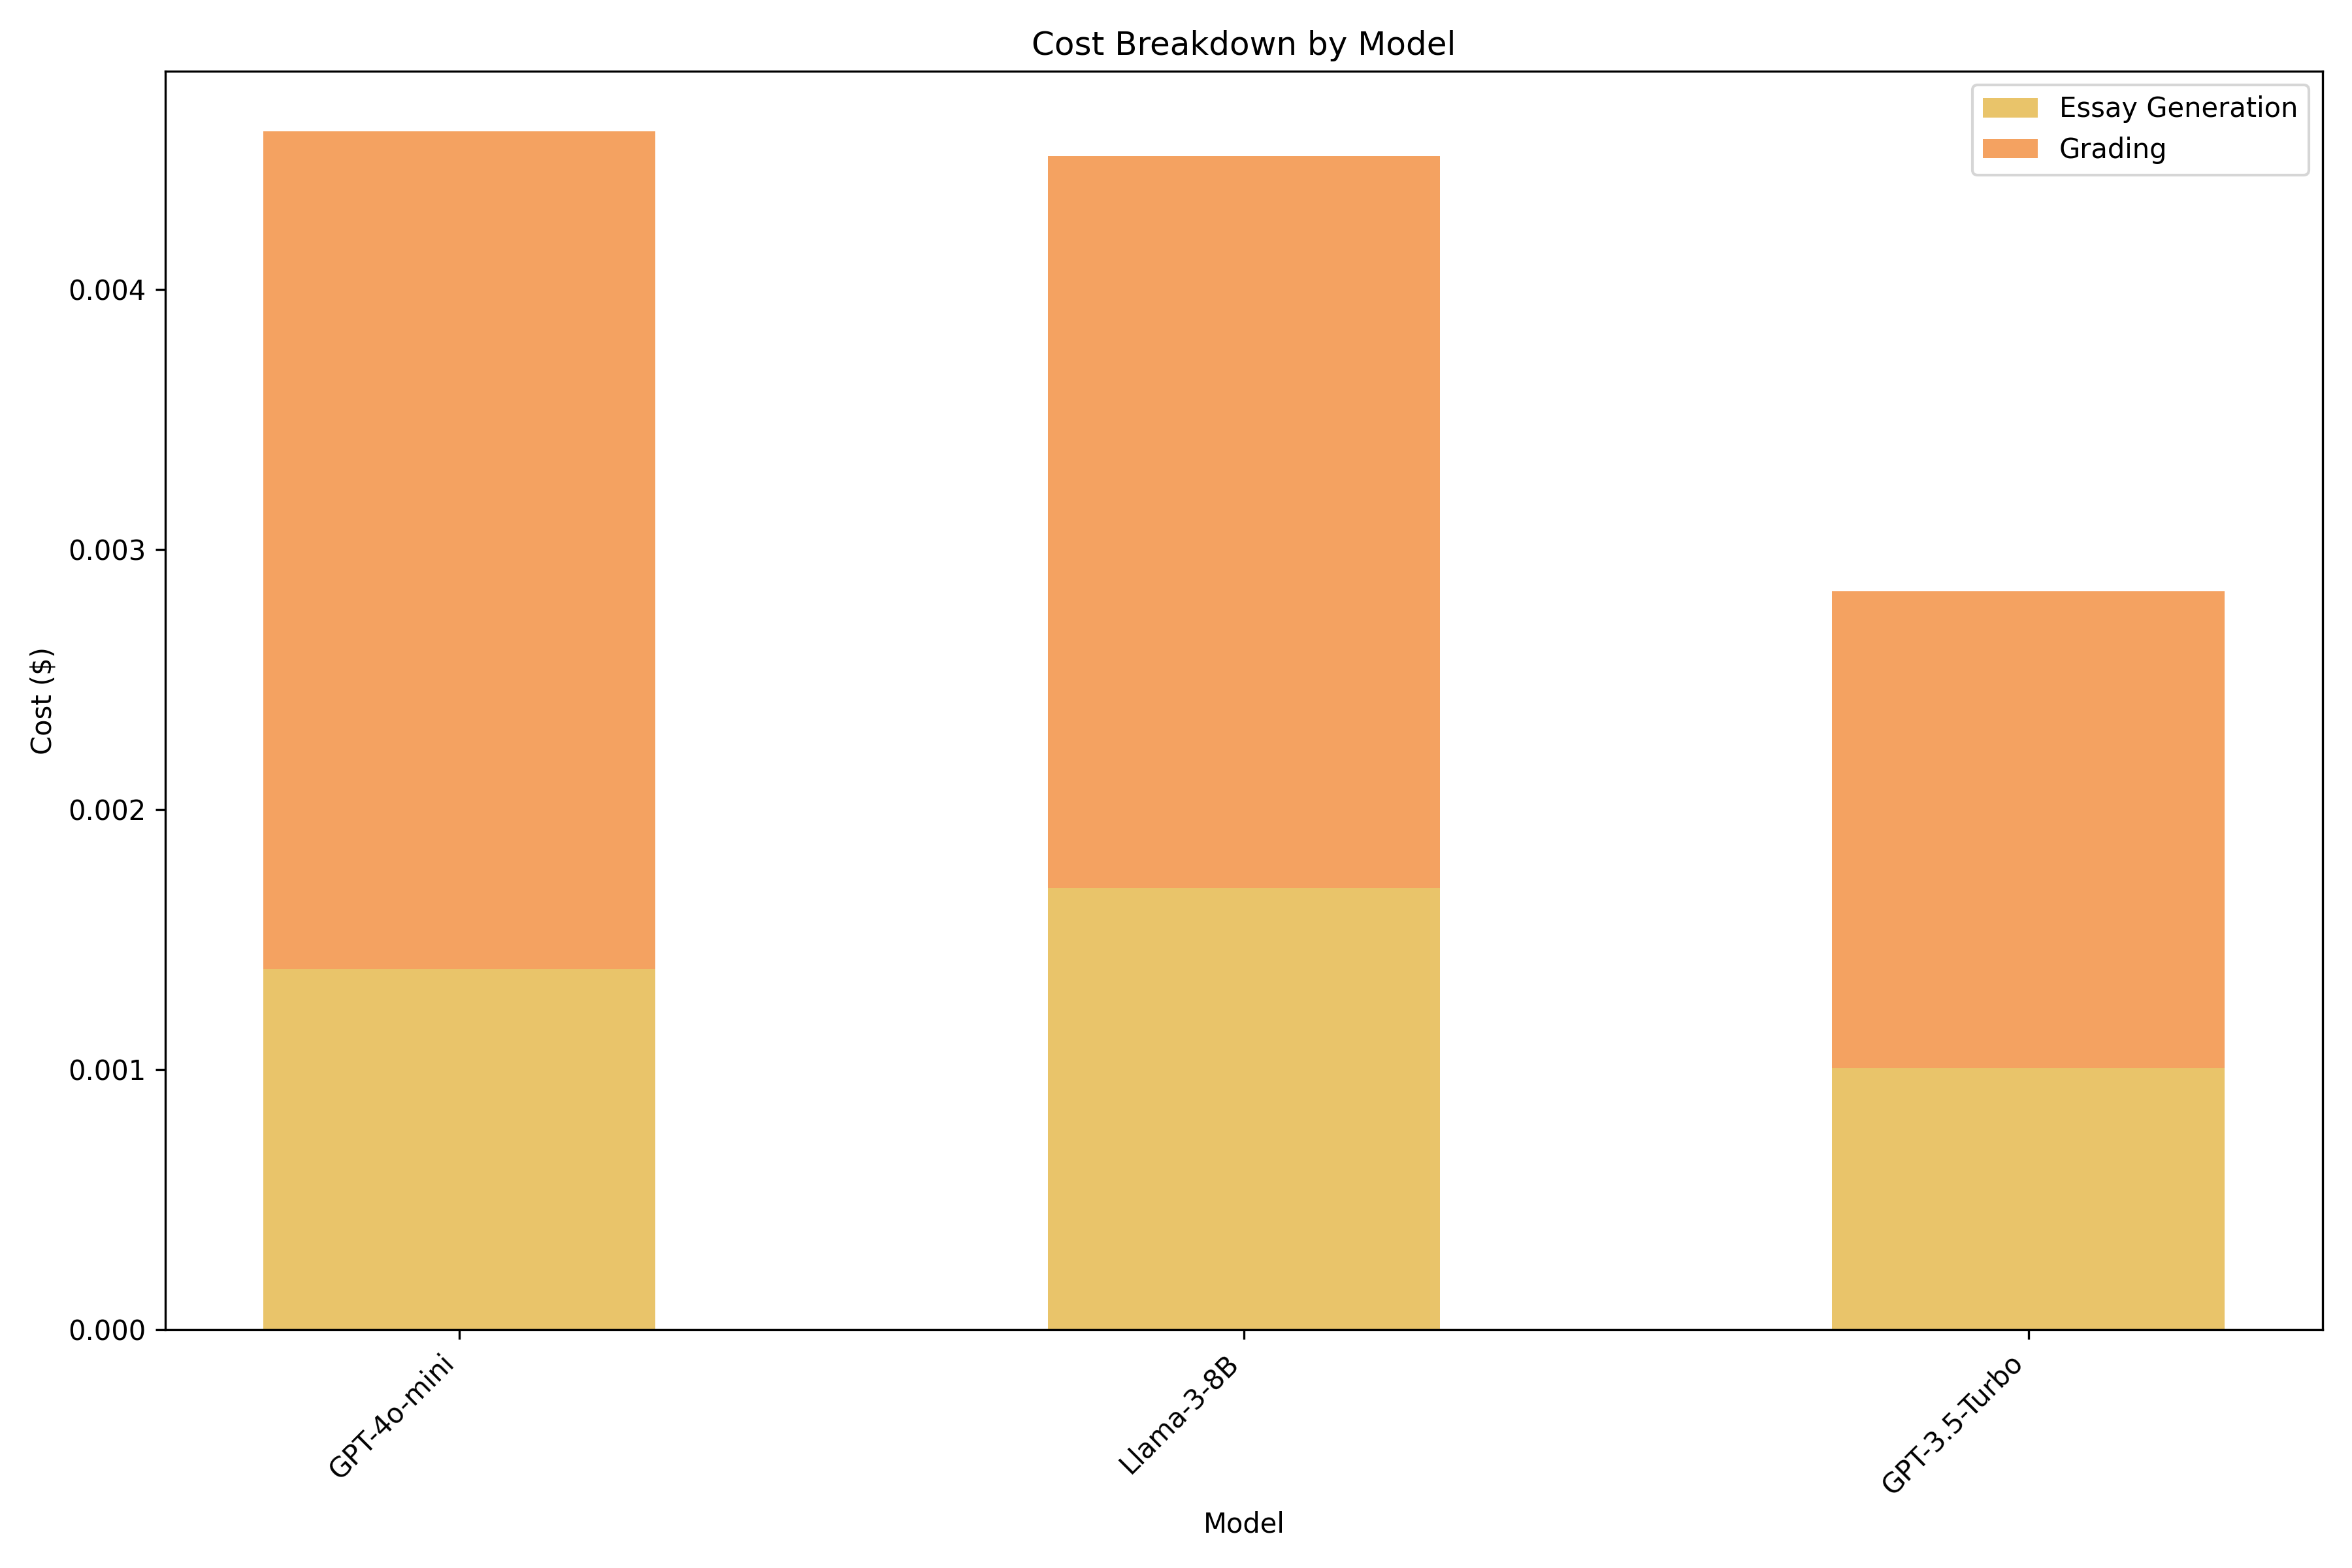 Cost Breakdown by Model
Essay Generation
Grading
Cost ($)
0.004
0.003
0.002
0.001
0.000
GPT-4o-mini
Llama-3-8B
GPT-3.5-Turbo
Model